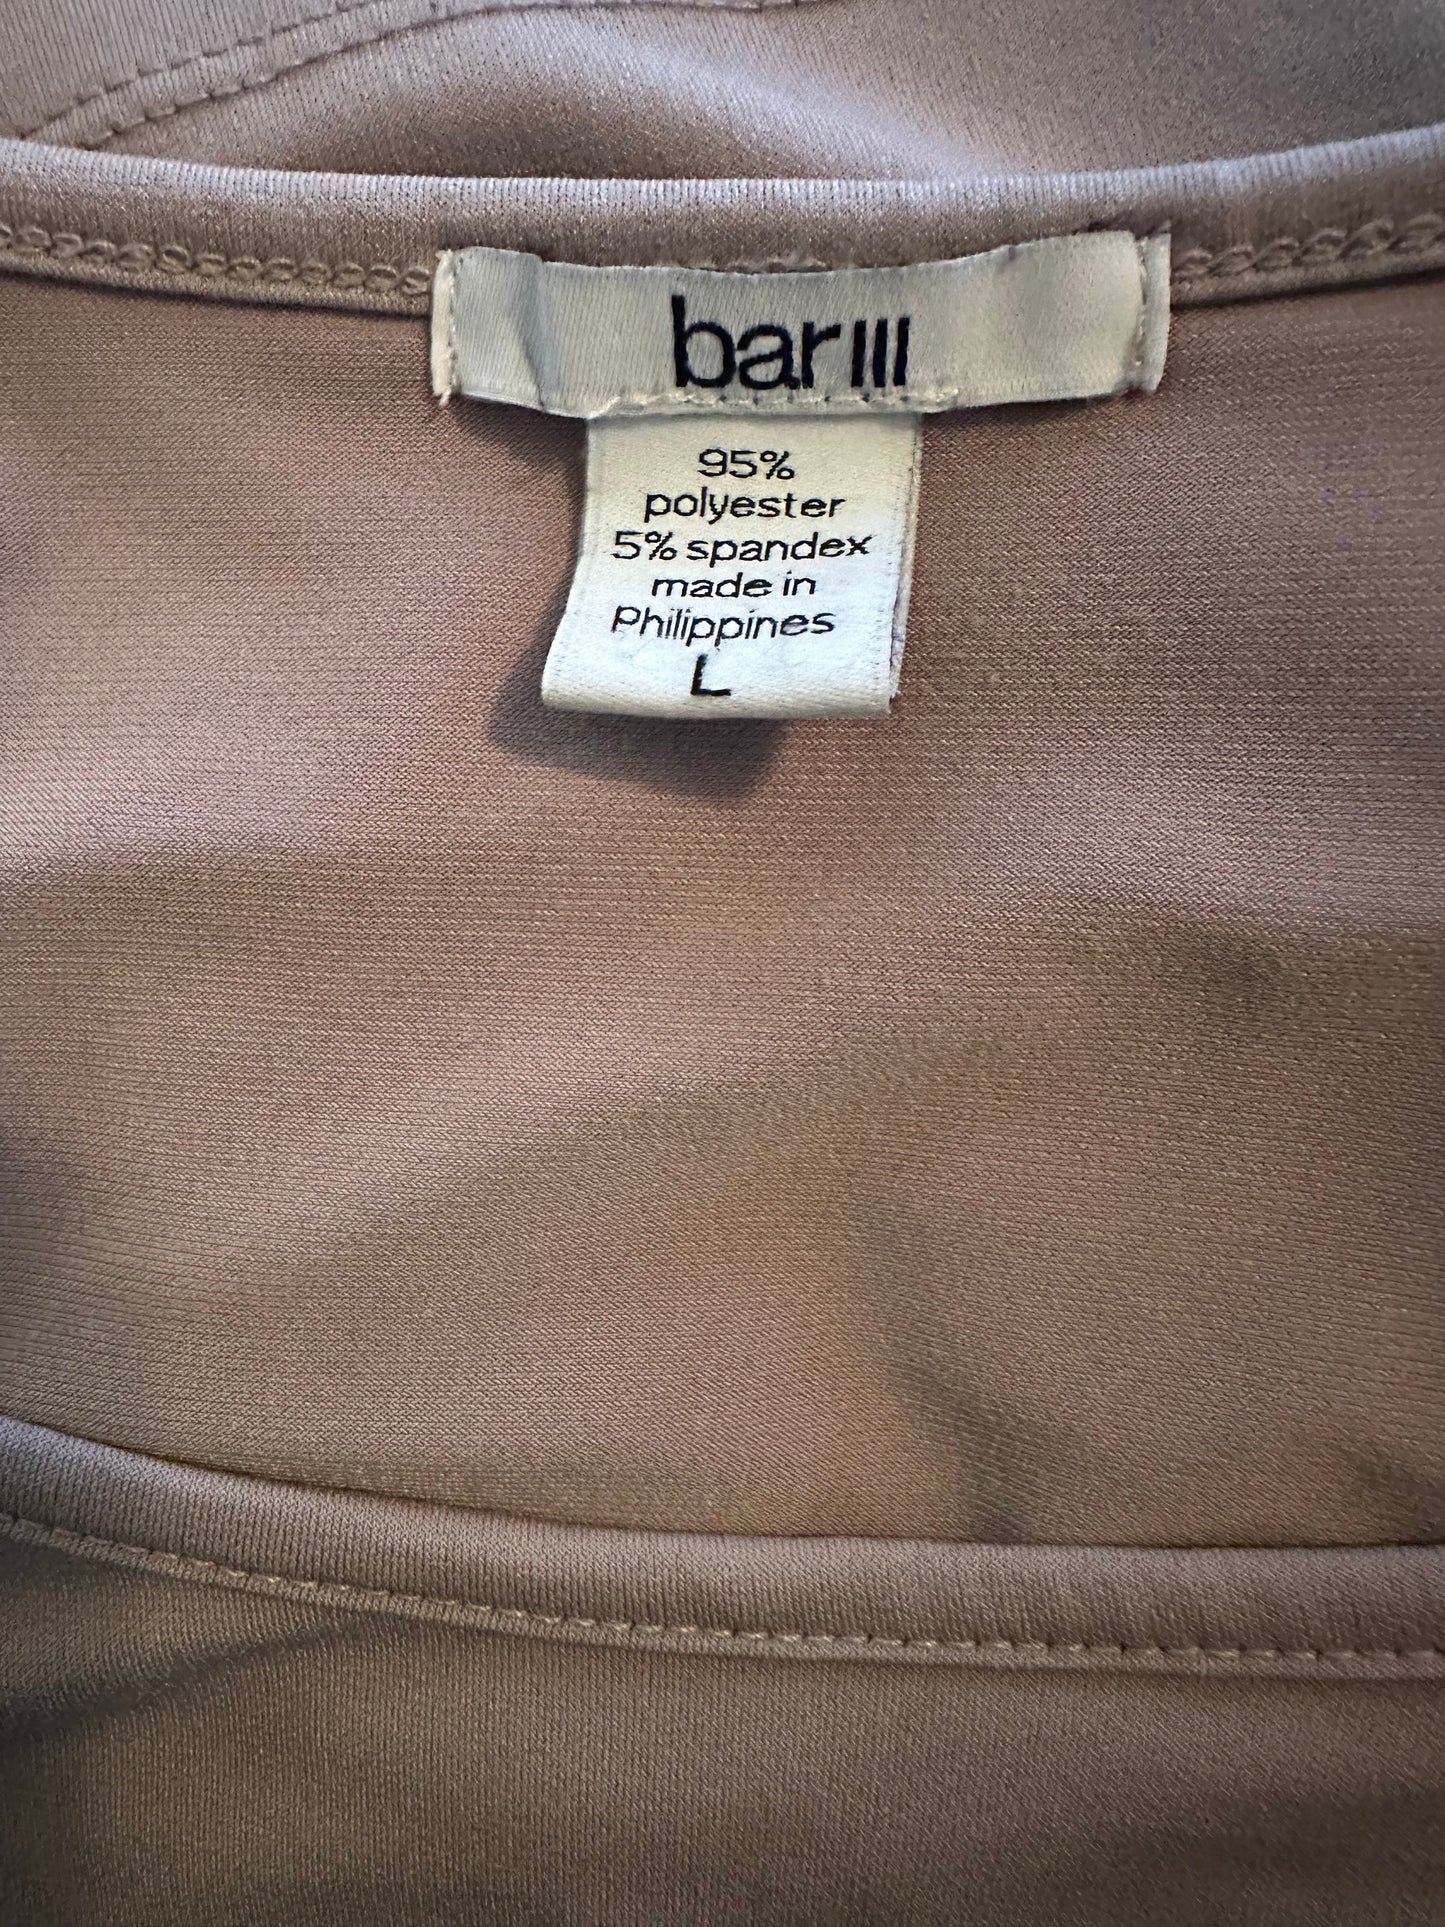 bar III
95%
polyester
5% spandex
made in
Philippines
L